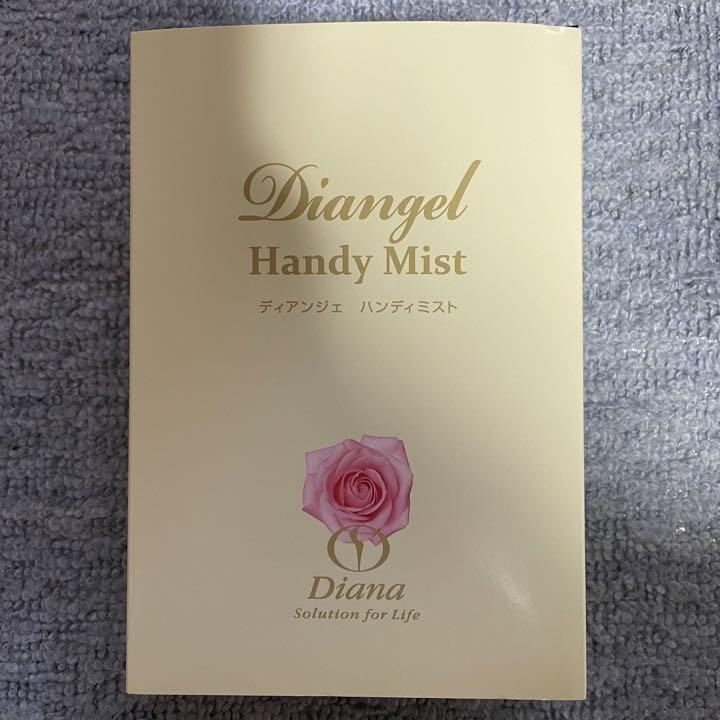 Diangel
Handy Mist
ディアンジェ　ハンディミスト
Diana
Solution for Life